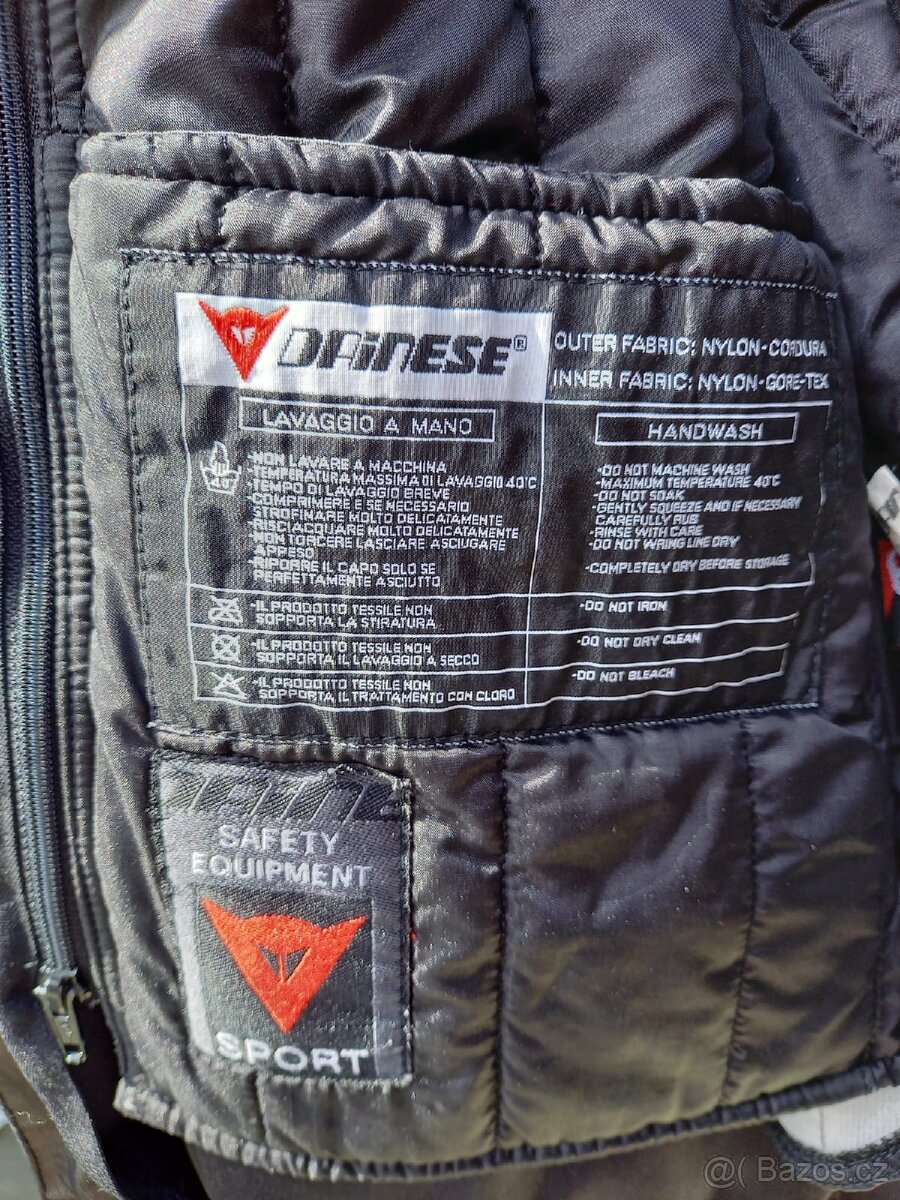 DAINESE®
OUTER FABRIC: NYLON-CORDURA
INNER FABRIC: NYLON-GORE-TEX
LAVAGGIO A MANO
40
-NON LAVARE A MACCHINA
-TEMPERATURA MASSIMA DI LAVAGGIO 40°C
-TEMPO DI LAVAGGIO BREVE
-COMPRIMERE E SE NECESSARIO
STROFINARE MOLTO DELICATAMENTE
-RISCIACQUARE MOLTO DELICATAMENTE
NON TORCERE LASCIARE ASCIUGARE
APPESO
-RIPORRE IL CAPO SOLO SE
PERFETTAMENTE ASCIUTTO
-IL PRODOTTO TESSILE NON
SOPPORTA LA STIRATURA
-IL PRODOTTO TESSILE NON
SOPPORTA IL LAVAGGIO A SECCO
-IL PRODOTTO TESSILE NON
SOPPORTA IL TRATTAMENTO CON CLORO
HANDWASH
-DO NOT MACHINE WASH
-MAXIMUM TEMPERATURE 40°C
-DO NOT SOAK
-GENTLY SQUEEZE AND IF NECESSARY
CAREFULLY RUB
-RINSE WITH CARE
-DO NOT WRING LINE DRY
-COMPLETELY DRY BEFORE STORAGE
-DO NOT IRON
-DO NOT DRY CLEAN
-DO NOT BLEACH
SAFETY
EQUIPMENT
SPORT
@( Bazos.cz